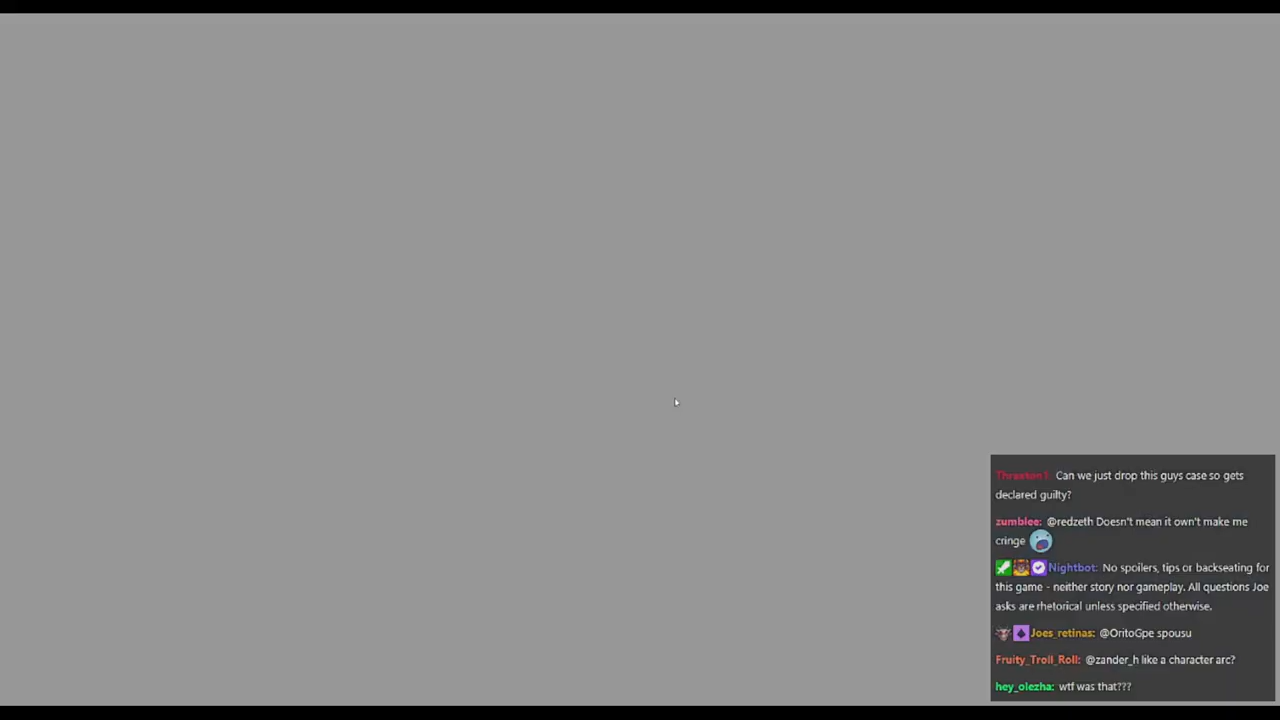 Thraxton1: Can we just drop this guys case so gets
declared guilty?
zumblee: @redzeth Doesn't mean it own't make me
cringe
Nightbot: No spoilers, tips or backseating for
this game - neither story nor gameplay. All questions Joe
asks are rhetorical unless specified otherwise.
Joes_retinas: @OritoGpe spousu
Fruity_Troll_Roll: @zander_h like a character arc?
hey_olezha: wtf was that???